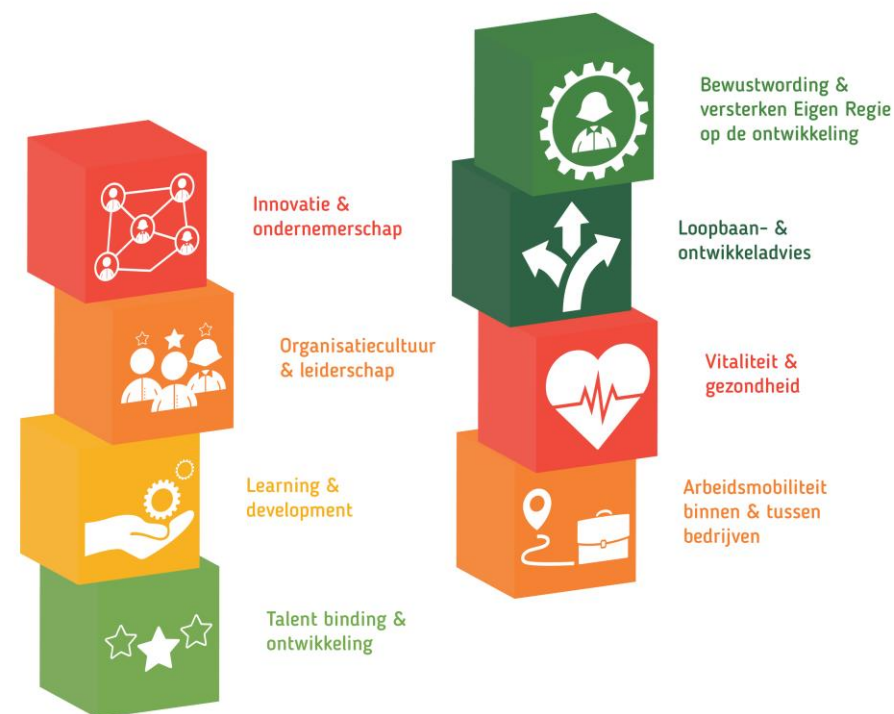 Innovatie &
ondernemerschap
Organisatiecultuur
& leiderschap
Learning &
development
Talent binding &
ontwikkeling
Bewustwording &
versterken Eigen Regie
op de ontwikkeling
Loopbaan- &
ontwikkeladvies
Vitaliteit &
gezondheid
Arbeidsmobiliteit
binnen & tussen
bedrijven